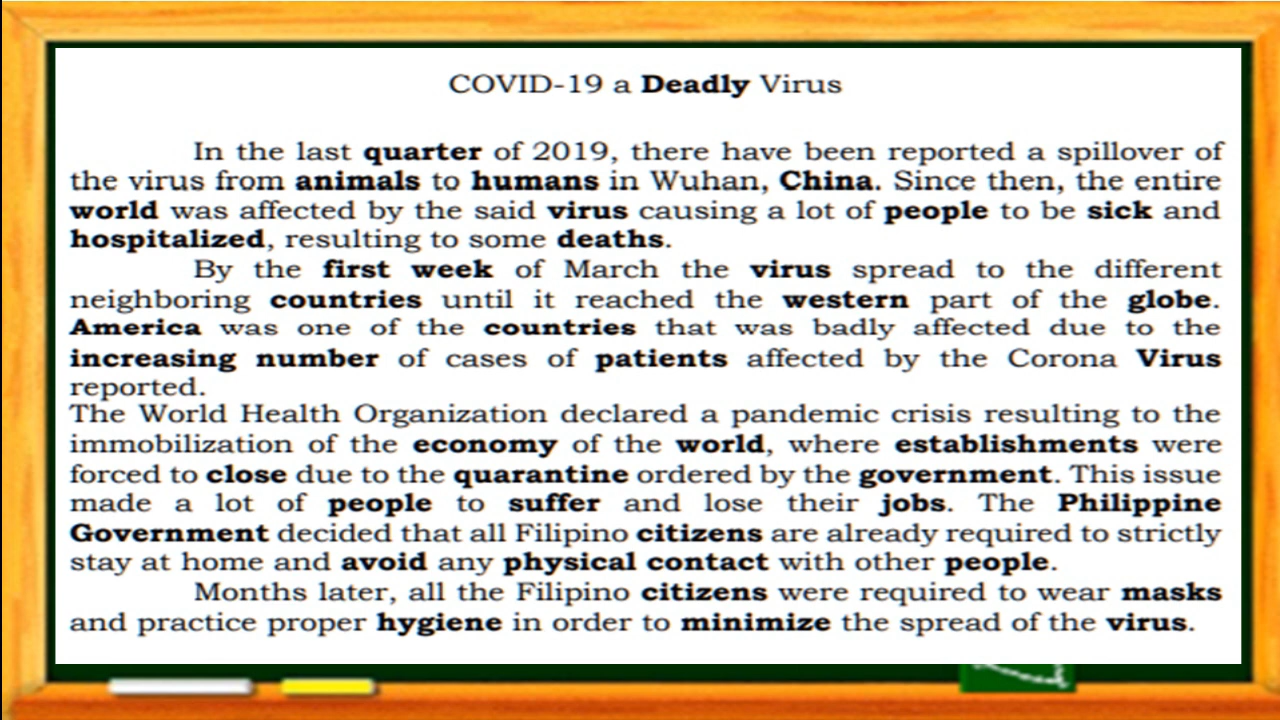 COVID-19 a Deadly Virus
In the last quarter of 2019, there have been reported a spillover of
the virus from animals to humans in Wuhan, China. Since then, the entire
world was affected by the said virus causing a lot of people to be sick and
hospitalized, resulting to some deaths.
By the first week of March the virus spread to the different
neighboring countries until it reached the western part of the globe.
America was one of the countries that was badly affected due to the
increasing number of cases of patients affected by the Corona Virus
reported.
The World Health Organization declared a pandemic crisis resulting to the
immobilization of the economy of the world, where establishments were
forced to close due to the quarantine ordered by the government. This issue
made a lot of people to suffer and lose their jobs. The Philippine
Government decided that all Filipino citizens are already required to strictly
stay at home and avoid any physical contact with other people.
Months later, all the Filipino citizens were required to wear masks
and practice proper hygiene in order to minimize the spread of the virus.